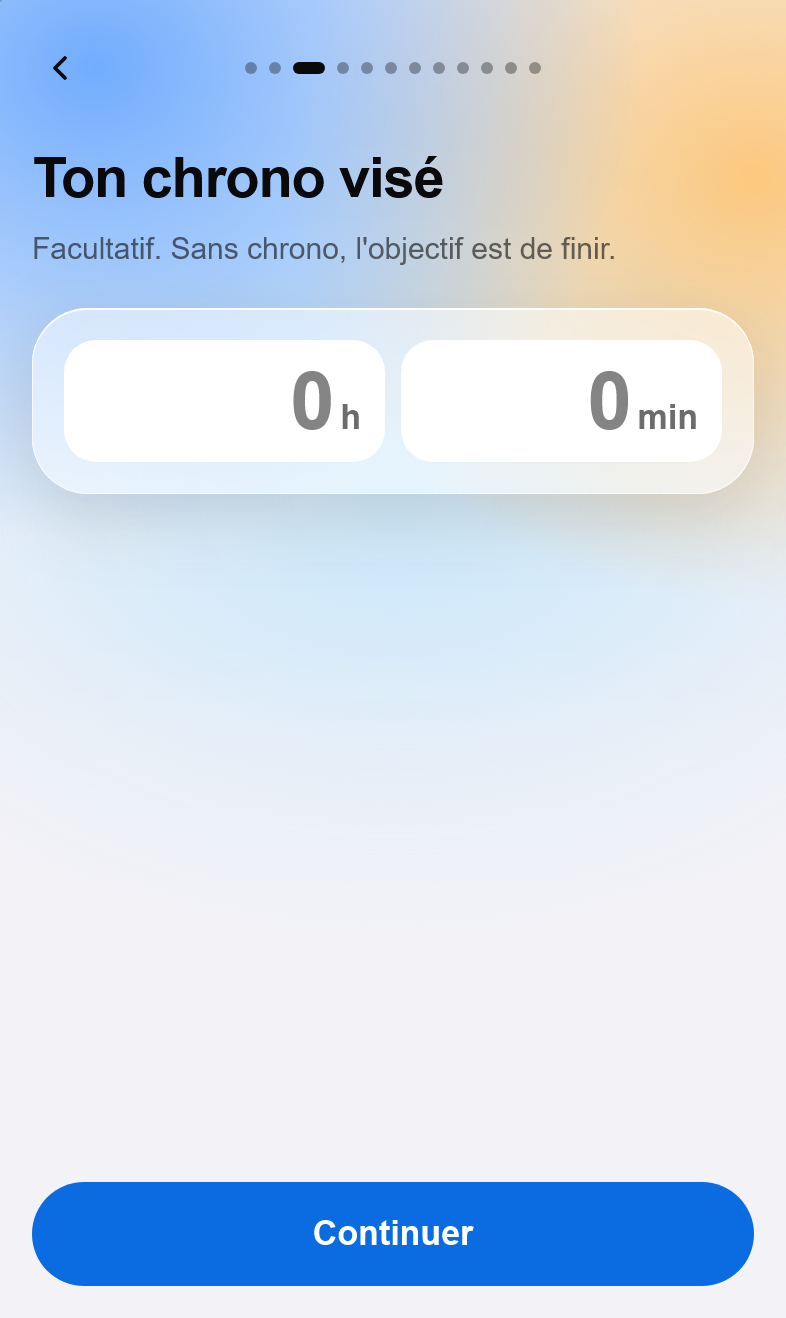 Ton chrono visé
Facultatif. Sans chrono, l'objectif est de finir.
0 h 0 min
Continuer